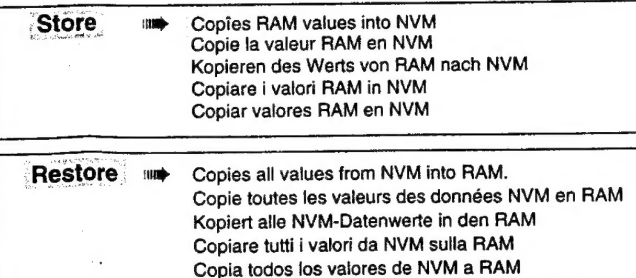 Store Copîes RAM values into NVM
Copie la valeur RAM en NVM
Kopieren des Werts von RAM nach NVM
Copiare i valori RAM in NVM
Copiar valores RAM en NVM
Restore Copies all values from NVM into RAM.
Copie toutes les valeurs des données NVM en RAM
Kopiert alle NVM-Datenwerte in den RAM
Copiare tutti i valori da NVM sulla RAM
Copia todos los valores de NVM a RAM